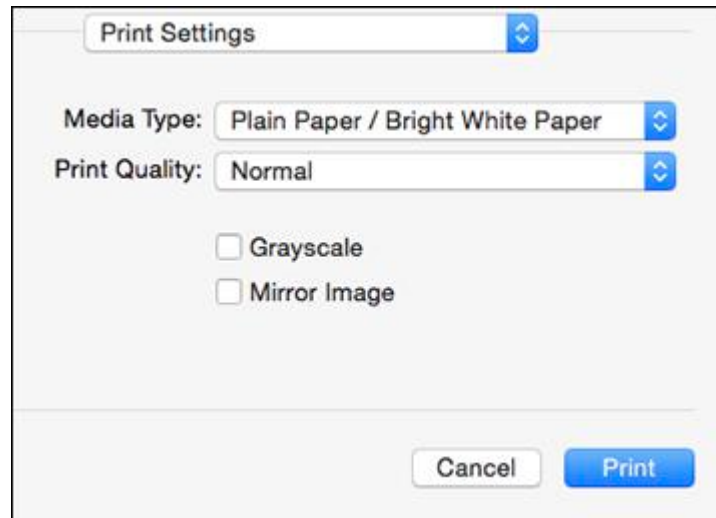 Print Settings
Media Type: Plain Paper / Bright White Paper
Print Quality: Normal
Grayscale
Mirror Image
Cancel Print